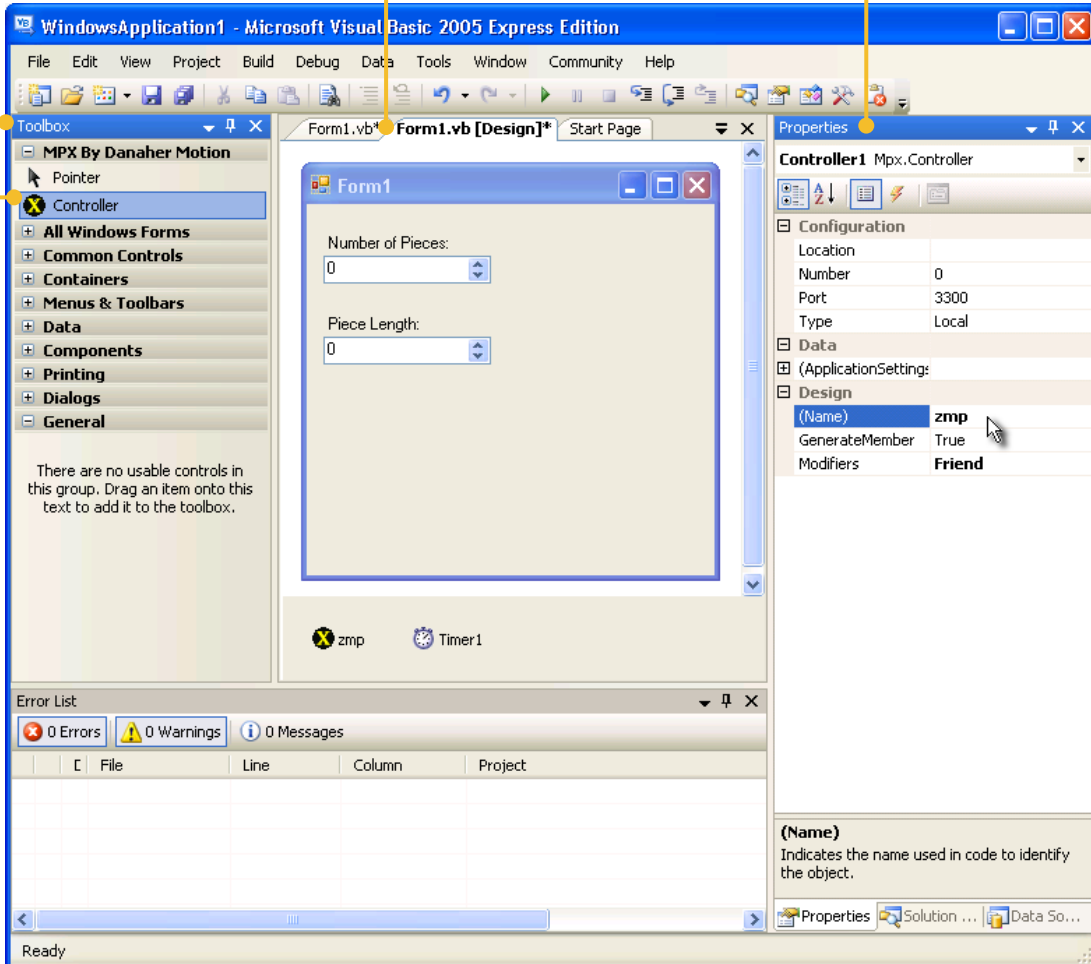 WindowsApplication1 - Microsoft Visual Basic 2005 Express Edition
File Edit View Project Build Debug Data Tools Window Community Help
Toolbox
MPX By Danaher Motion
Pointer
Controller
All Windows Forms
Common Controls
Containers
Menus & Toolbars
Data
Components
Printing
Dialogs
General
There are no usable controls in
this group. Drag an item onto this
text to add it to the toolbox.
Form1.vb* Form1.vb [Design]* Start Page
Form1
Number of Pieces:
0
Piece Length:
0
zmp Timer1
Properties
Controller1 Mpx.Controller
Configuration
Location
Number 0
Port 3300
Type Local
Data
(ApplicationSettings
Design
(Name) zmp
GenerateMember True
Modifiers Friend
(Name)
Indicates the name used in code to identify
the object.
Properties Solution ... Data So...
Error List
0 Errors 0 Warnings 0 Messages
File Line Column Project
Ready